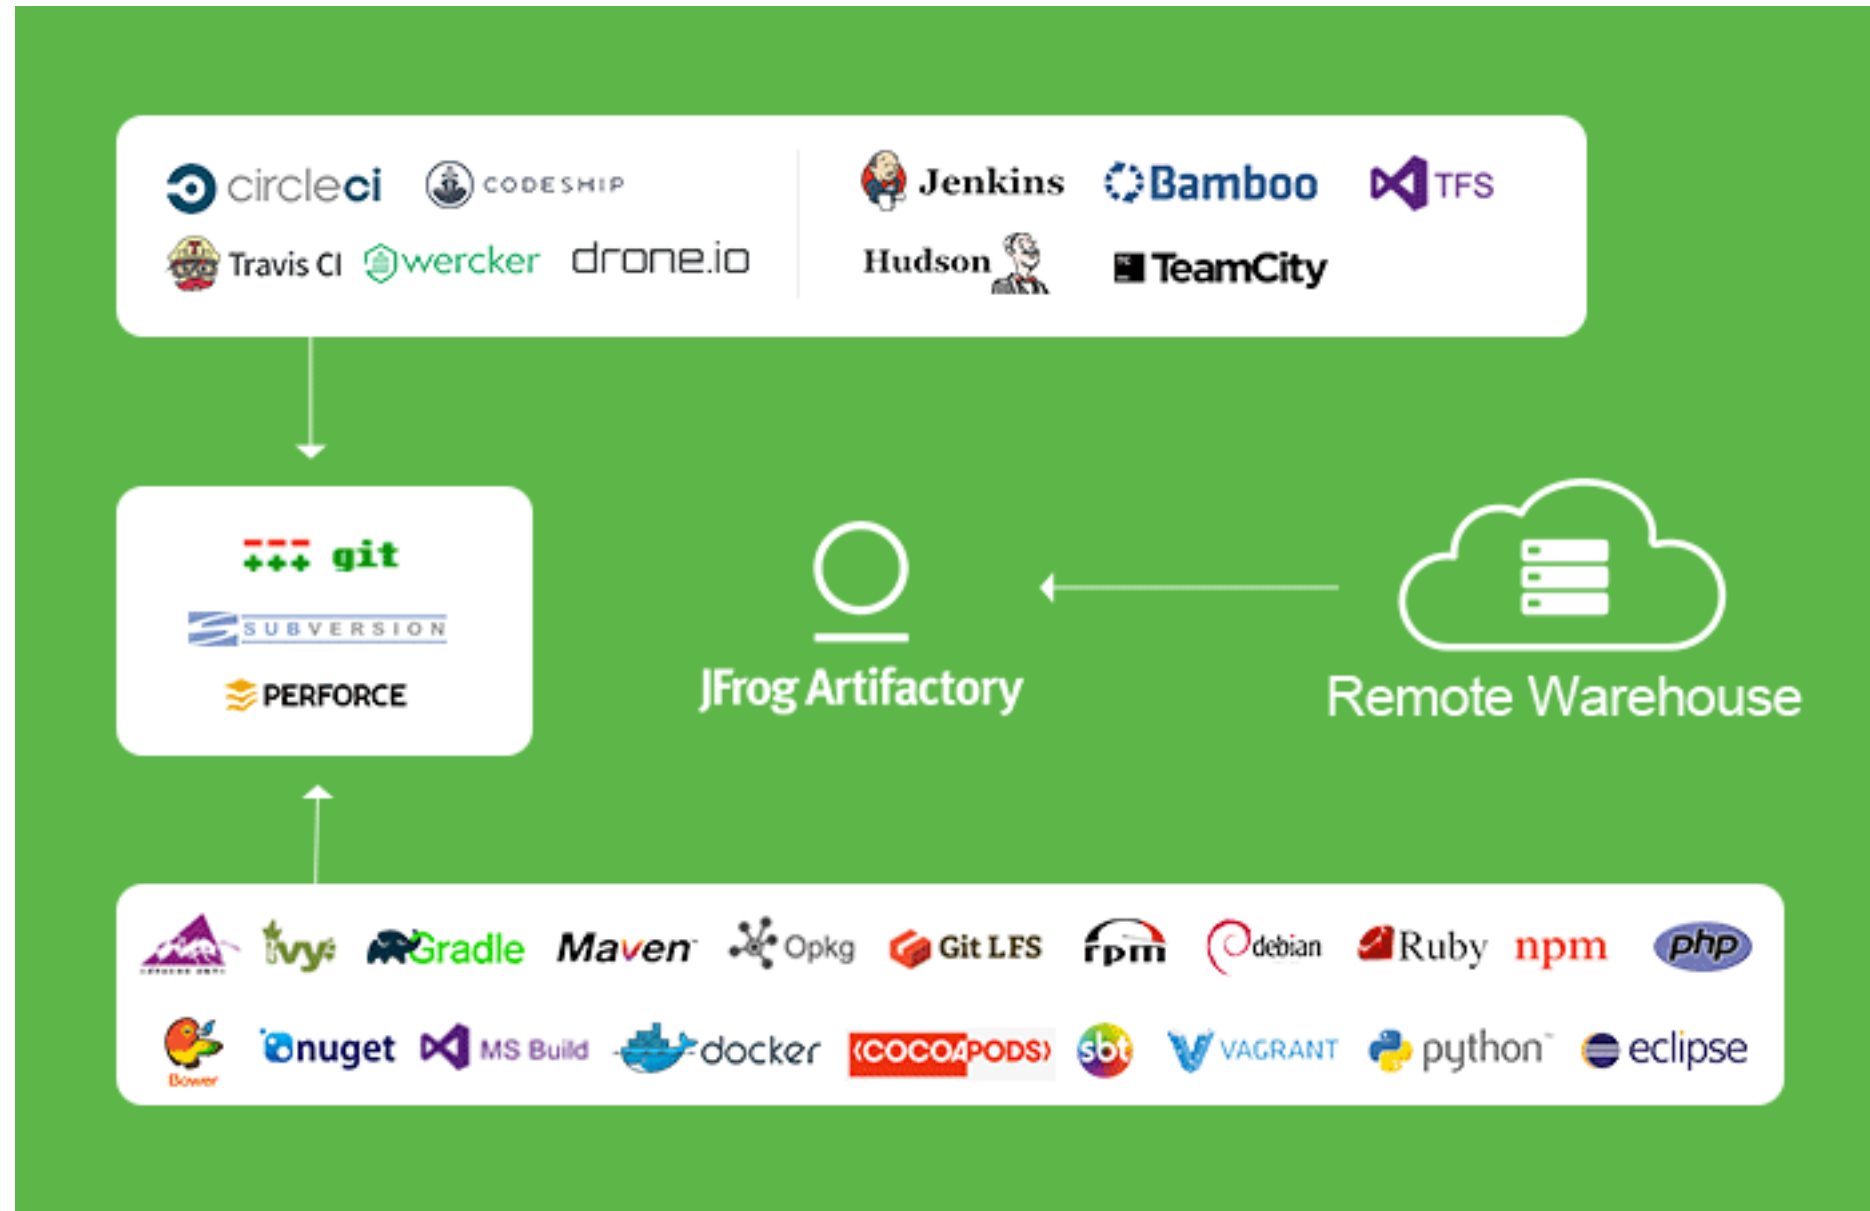 circleci CODESHIP
Jenkins Bamboo TFS
Travis CI wercker drone.io
Hudson TeamCity
git
SUBVERSION
PERFORCE
JFrog Artifactory
Remote Warehouse
ivy Gradle Maven Opkg Git LFS rpm debian Ruby npm php
Bower nuget MS Build docker (COCOAPODS) sbt VAGRANT python eclipse